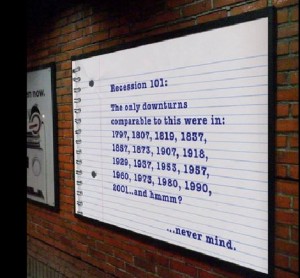 m now.
Recession 101:
The only downturns
comparable to this were in:
1797, 1807, 1819, 1837,
1857, 1873, 1907, 1918,
1929, 1937, 1953, 1957,
1960, 1973, 1980, 1990,
2001...and hmmm?
...never mind.